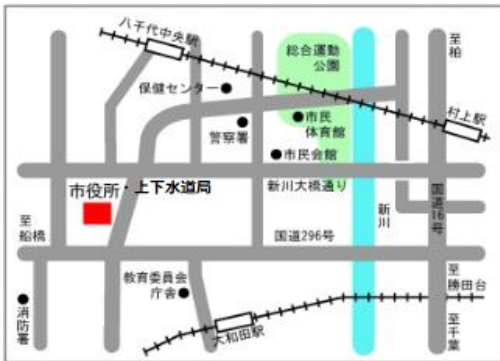 八千代中央駅
総合運動
公園
至柏
保健センター
村上駅
市民
体育館
警察署
市民会館
新川大橋通り
国道16号
市役所・上下水道局
新川
至
船橋
国道296号
教育委員会
庁舎
至
勝田台
消防署
大和田駅
至
千葉